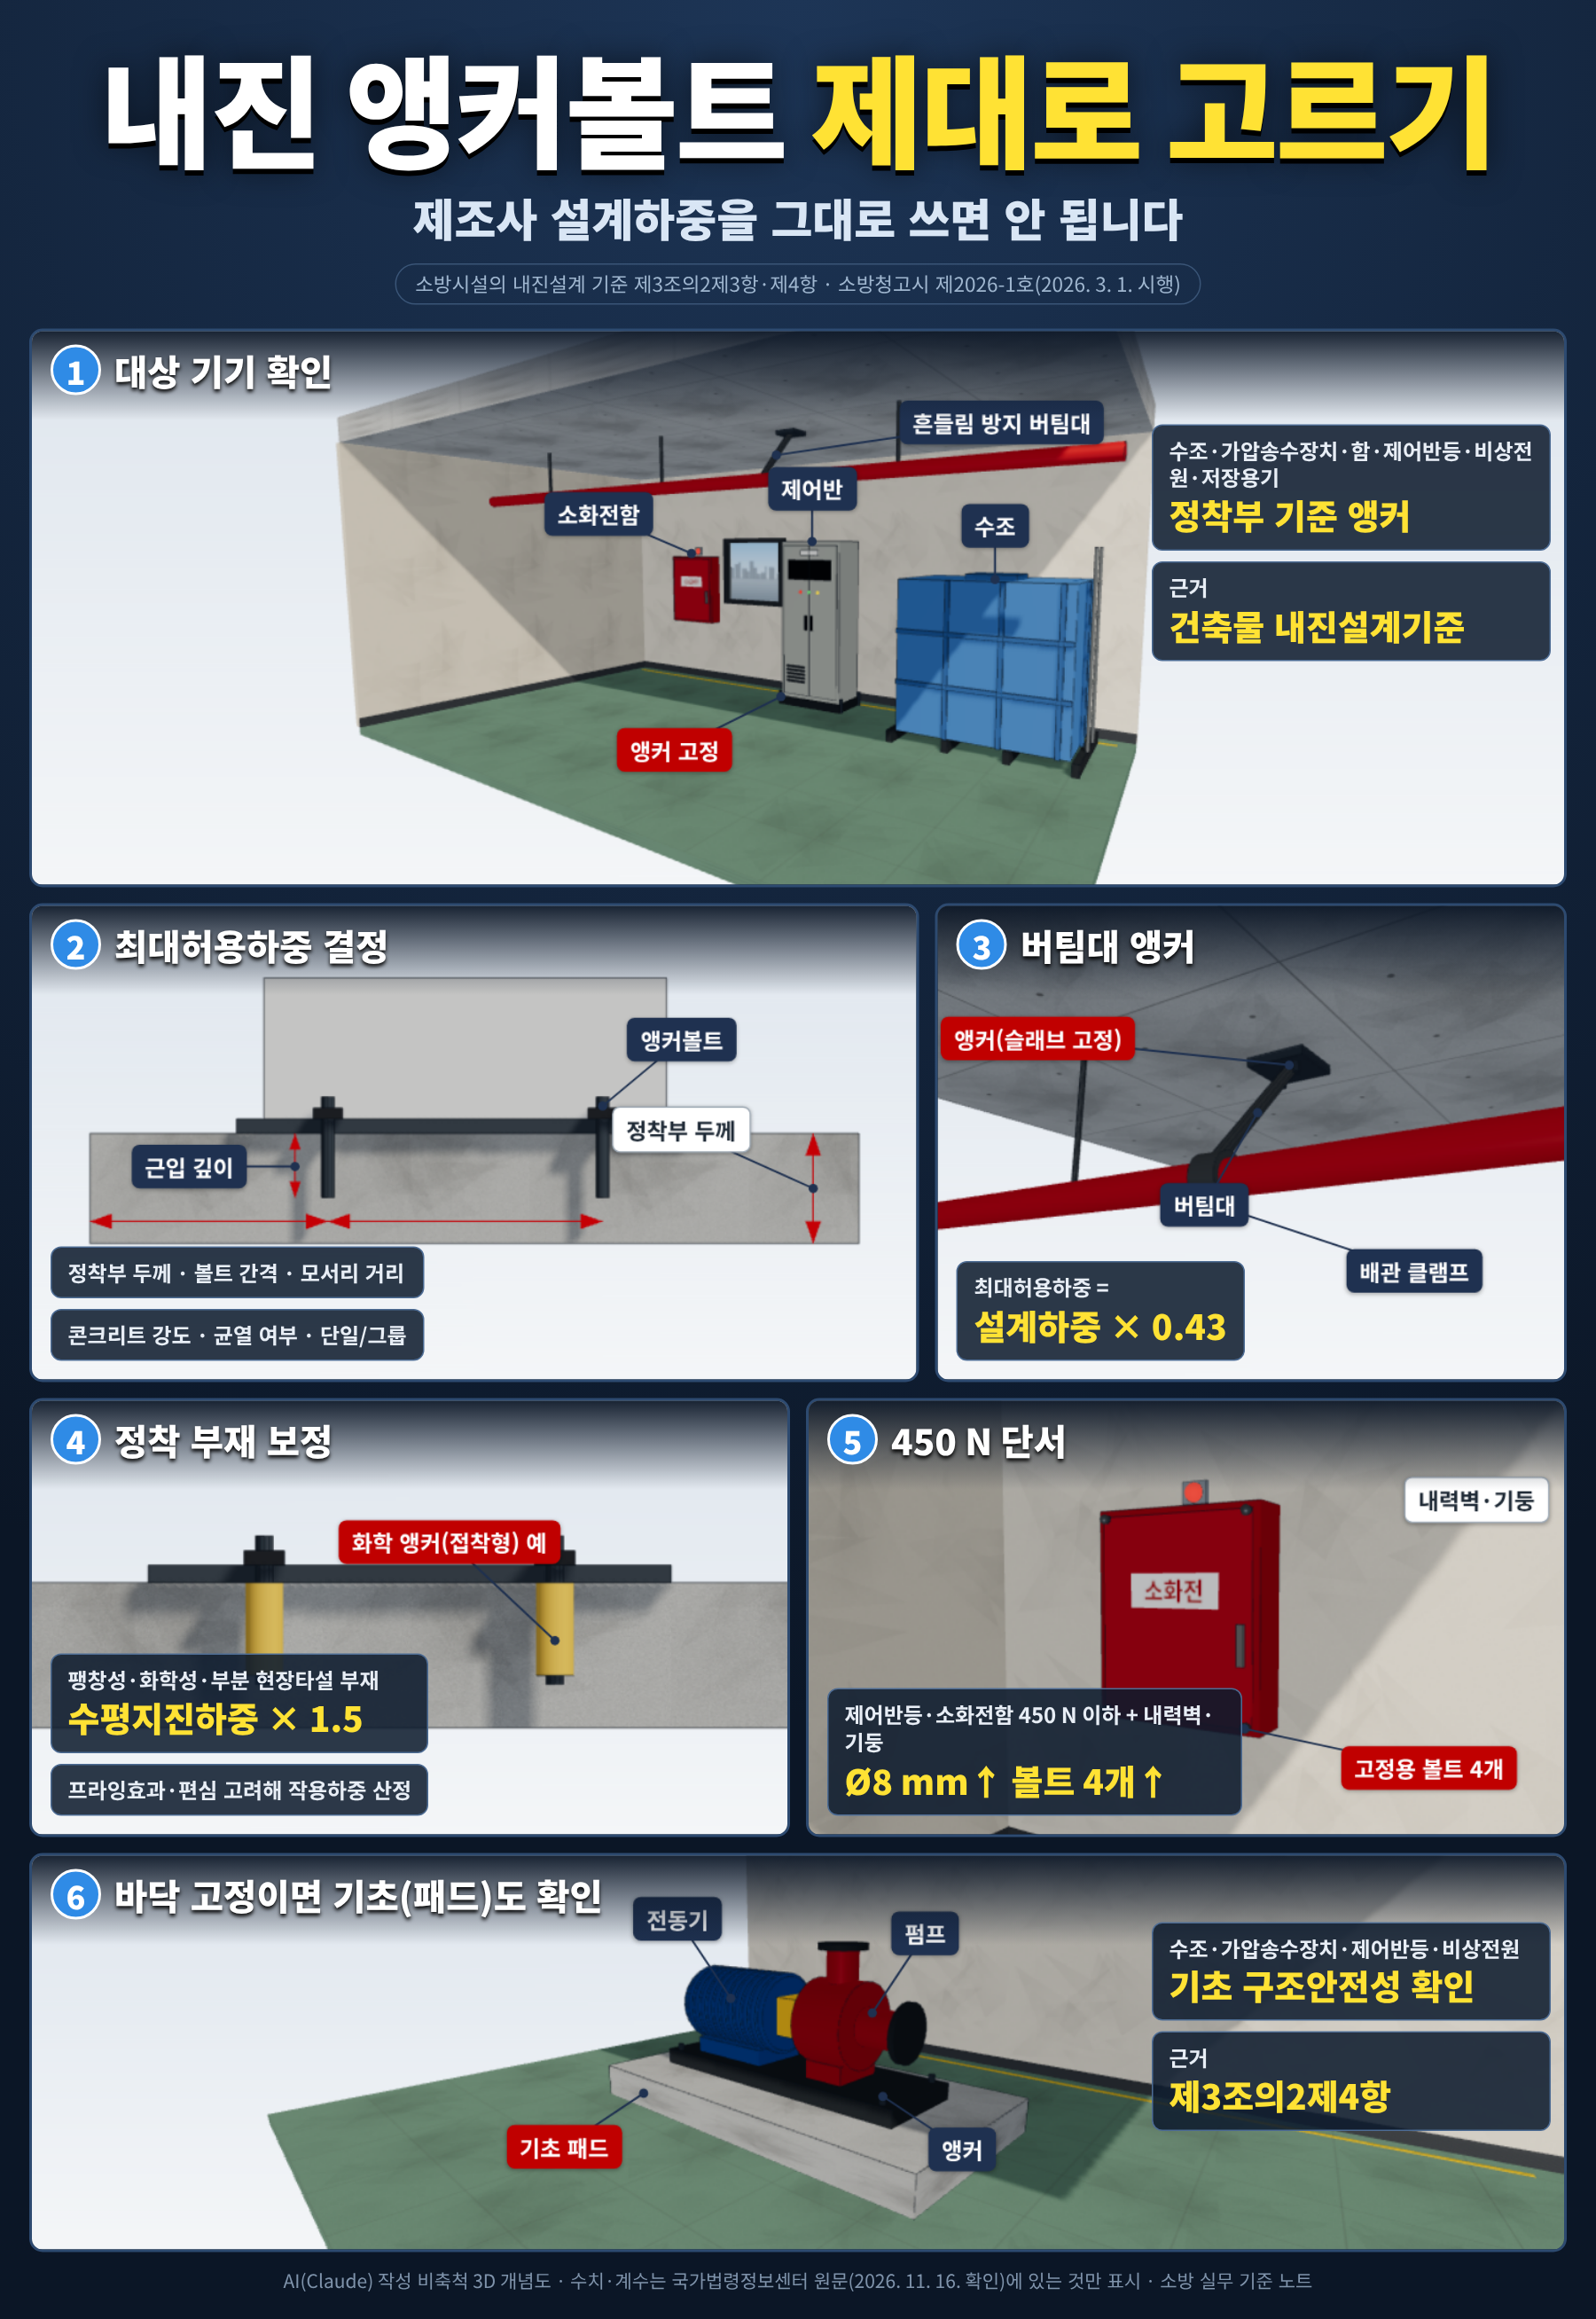 내진 앵커볼트 제대로 고르기
제조사 설계하중을 그대로 쓰면 안 됩니다
소방시설의 내진설계 기준 제3조의2제3항·제4항 · 소방청고시 제2026-1호(2026. 3. 1. 시행)
1 대상 기기 확인
흔들림 방지 버팀대
제어반
소화전함
수조
앵커 고정
수조·가압송수장치·함·제어반등·비상전
원·저장용기
정착부 기준 앵커
근거
건축물 내진설계기준
2 최대허용하중 결정
앵커볼트
정착부 두께
근입 깊이
정착부 두께 · 볼트 간격 · 모서리 거리
콘크리트 강도 · 균열 여부 · 단일/그룹
3 버팀대 앵커
앵커(슬래브 고정)
버팀대
배관 클램프
최대허용하중 =
설계하중 × 0.43
4 정착 부재 보정
화학 앵커(접착형) 예
팽창성·화학성·부분 현장타설 부재
수평지진하중 × 1.5
프라잉효과·편심 고려해 작용하중 산정
5 450 N 단서
내력벽·기둥
소화전
제어반등·소화전함 450 N 이하 + 내력벽·
기둥
Ø8 mm↑ 볼트 4개↑
고정용 볼트 4개
6 바닥 고정이면 기초(패드)도 확인
전동기
펌프
기초 패드
앵커
수조·가압송수장치·제어반등·비상전원
기초 구조안전성 확인
근거
제3조의2제4항
AI(Claude) 작성 비축척 3D 개념도 · 수치·계수는 국가법령정보센터 원문(2026. 11. 16. 확인)에 있는 것만 표시 · 소방 실무 기준 노트